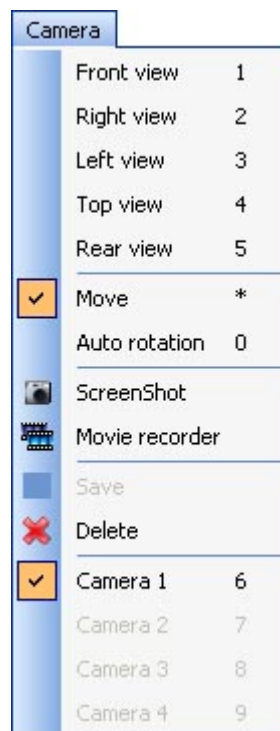 Camera
Front view 1
Right view 2
Left view 3
Top view 4
Rear view 5
Move *
Auto rotation 0
ScreenShot
Movie recorder
Save
Delete
Camera 1 6
Camera 2 7
Camera 3 8
Camera 4 9